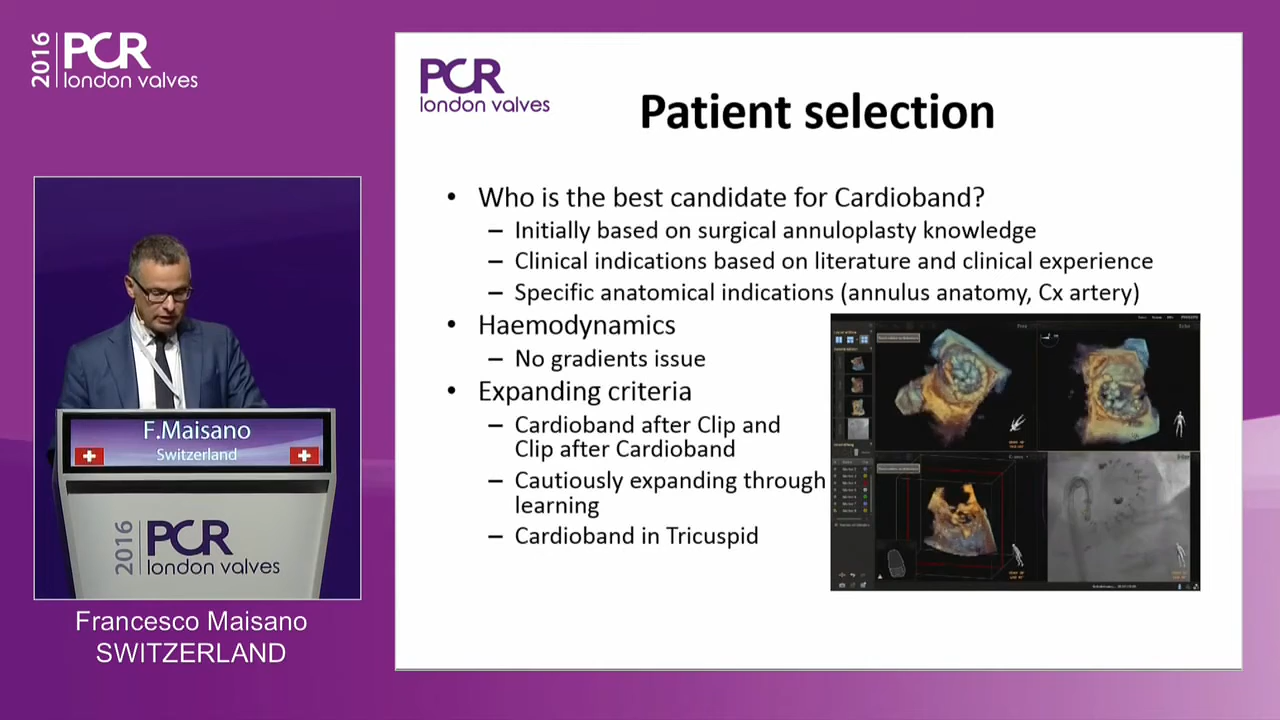 2016
PCR
london valves
PCR
london valves
Patient selection
• Who is the best candidate for Cardioband?
– Initially based on surgical annuloplasty knowledge
– Clinical indications based on literature and clinical experience
– Specific anatomical indications (annulus anatomy, Cx artery)
• Haemodynamics
– No gradients issue
• Expanding criteria
– Cardioband after Clip and
Clip after Cardioband
– Cautiously expanding through
learning
– Cardioband in Tricuspid
F.Maisano
Switzerland
2016
PCR
london valves
Francesco Maisano
SWITZERLAND